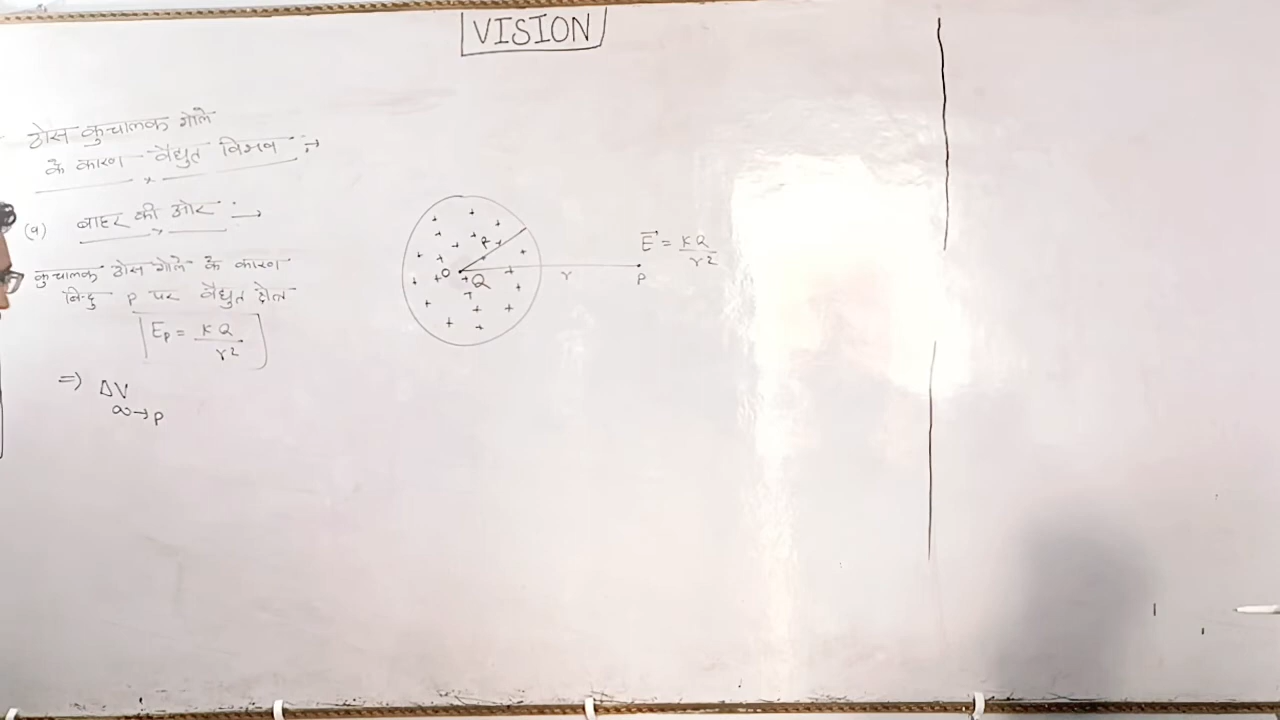 VISION
ठोस कुचालक गोले
के कारण वैद्युत विभव :→
(a) बाहर की ओर :→
कुचालक ठोस गोले के कारण
बिन्दु P पर वैद्युत क्षेत्र
[E_P = KQ/r²]
⇒ ΔV
∞→P
R
O
Q
r
P
E⃗ = KQ/r²